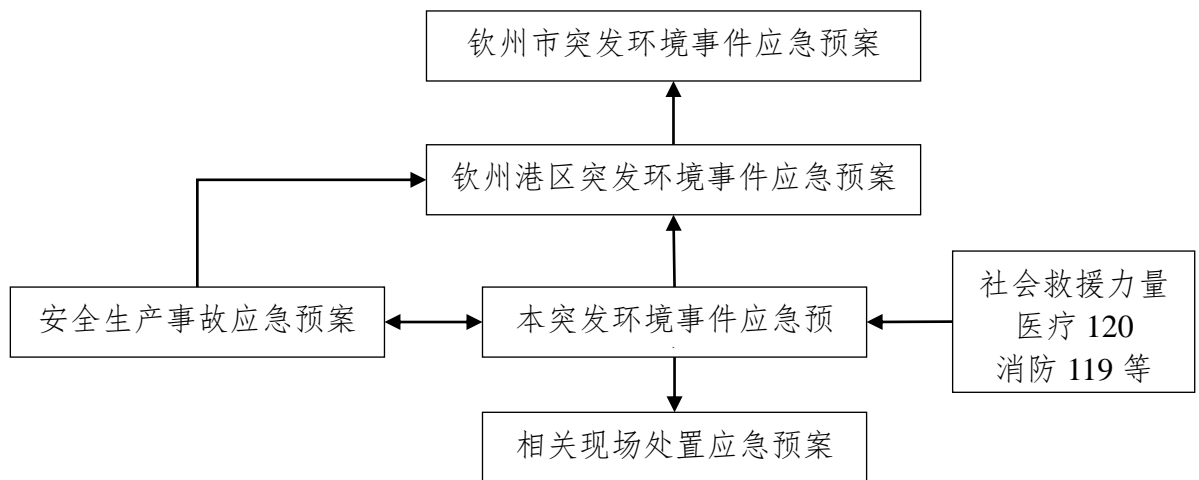 钦州市突发环境事件应急预案
钦州港区突发环境事件应急预案
安全生产事故应急预案
本突发环境事件应急预
社会救援力量
医疗 120
消防 119 等
相关现场处置应急预案